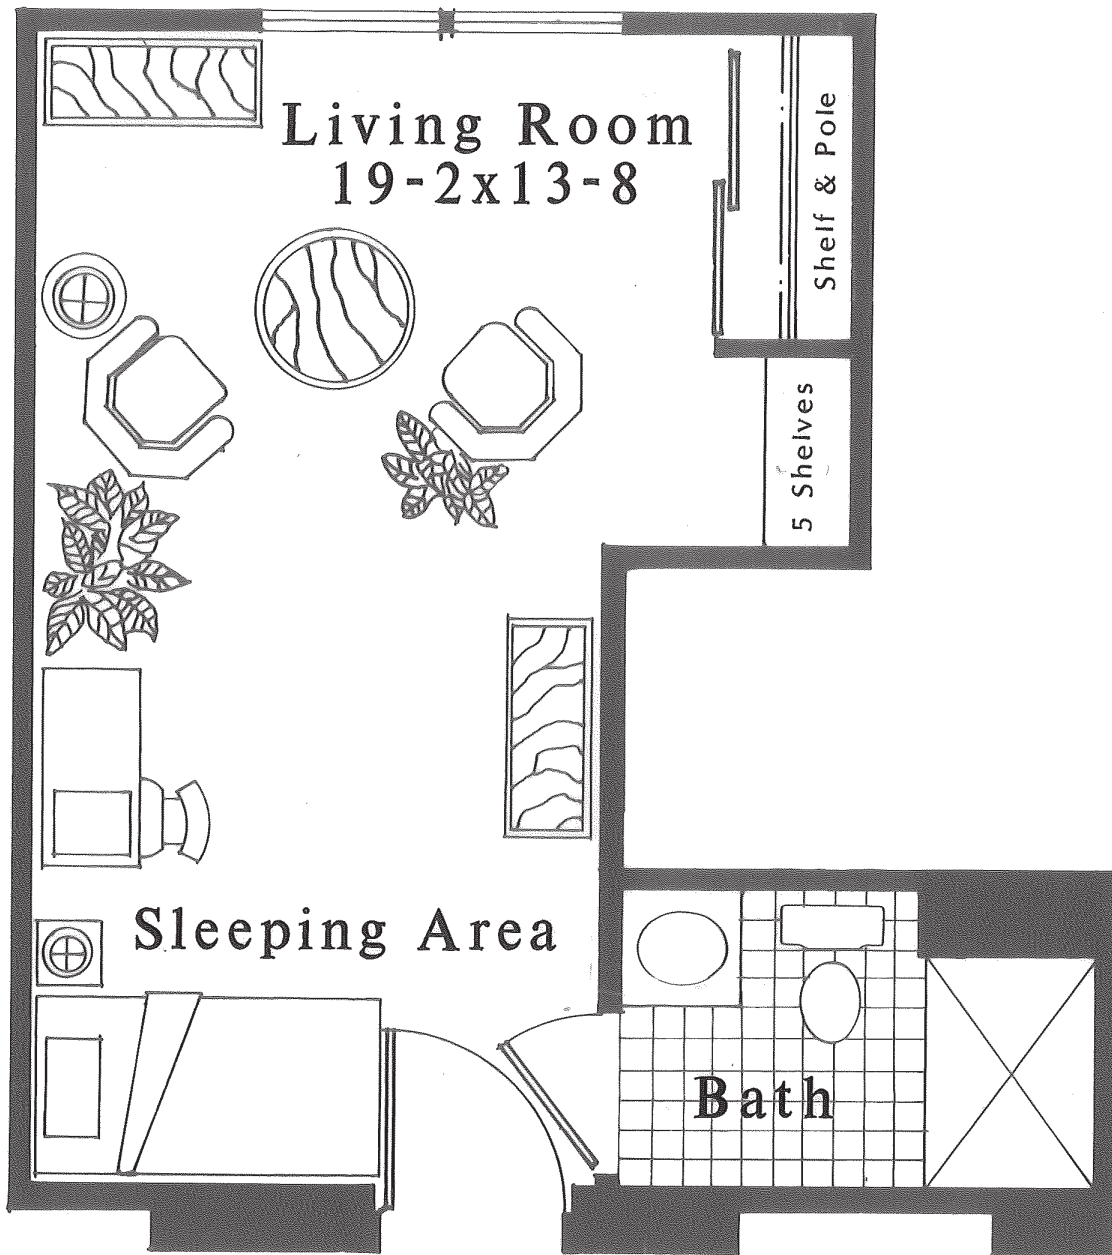 Living Room
19-2x13-8
Shelf & Pole
5 Shelves
Sleeping Area
Bath